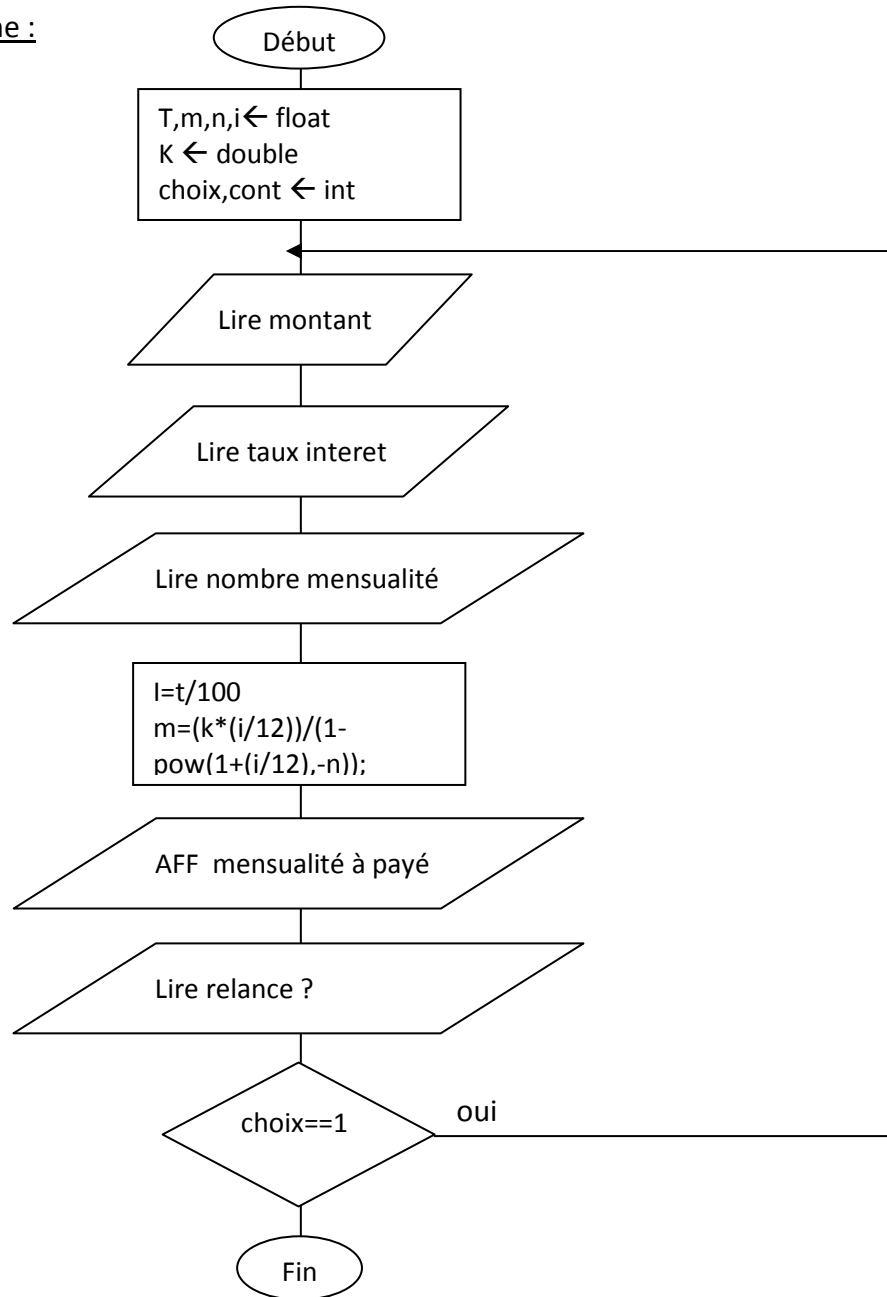 ne :
Début
T,m,n,i← float
K ← double
choix,cont ← int
Lire montant
Lire taux interet
Lire nombre mensualité
I=t/100
m=(k*(i/12))/(1-
pow(1+(i/12),-n));
AFF  mensualité à payé
Lire relance ?
choix==1
oui
Fin